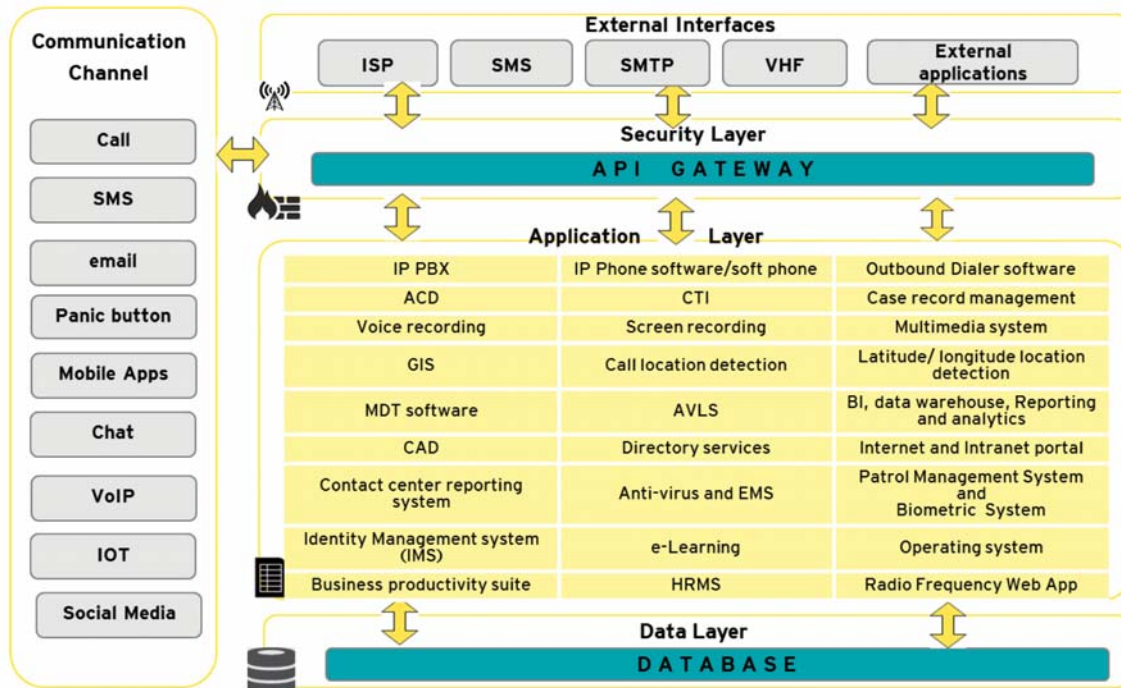 Communication
Channel
Call
SMS
email
Panic button
Mobile Apps
Chat
VoIP
IOT
Social Media
External Interfaces
ISP
SMS
SMTP
VHF
External
applications
Security Layer
API GATEWAY
Application Layer
IP PBX
IP Phone software/soft phone
Outbound Dialer software
ACD
CTI
Case record management
Voice recording
Screen recording
Multimedia system
GIS
Call location detection
Latitude/ longitude location
detection
MDT software
AVLS
BI, data warehouse, Reporting
and analytics
CAD
Directory services
Internet and Intranet portal
Contact center reporting
system
Anti-virus and EMS
Patrol Management System
and
Biometric System
Identity Management system
(IMS)
e-Learning
Operating system
Business productivity suite
HRMS
Radio Frequency Web App
Data Layer
DATABASE